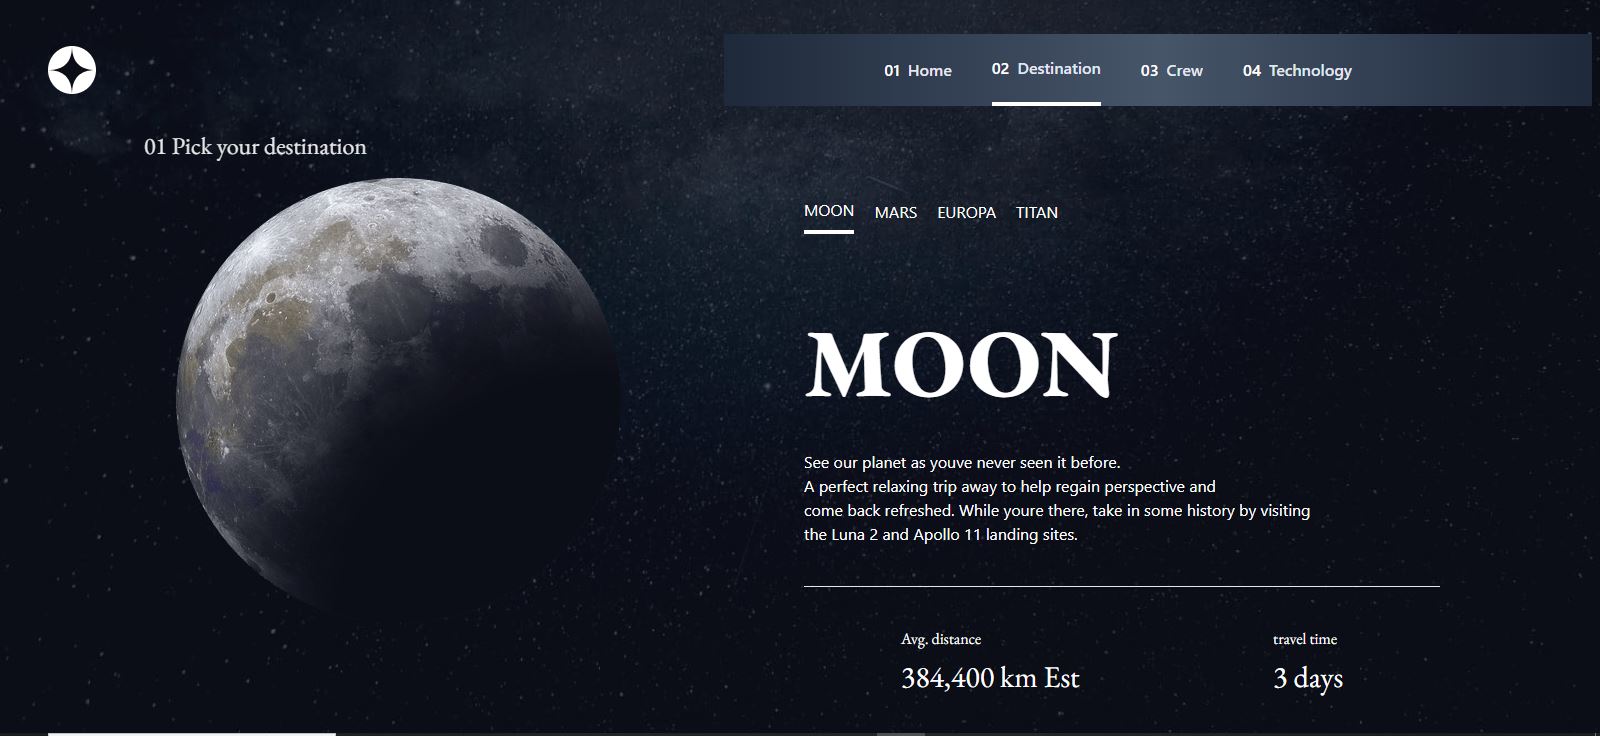 01 Home 02 Destination 03 Crew 04 Technology
01 Pick your destination
MOON MARS EUROPA TITAN
MOON
See our planet as youve never seen it before.
A perfect relaxing trip away to help regain perspective and
come back refreshed. While youre there, take in some history by visiting
the Luna 2 and Apollo 11 landing sites.
Avg. distance travel time
384,400 km Est 3 days